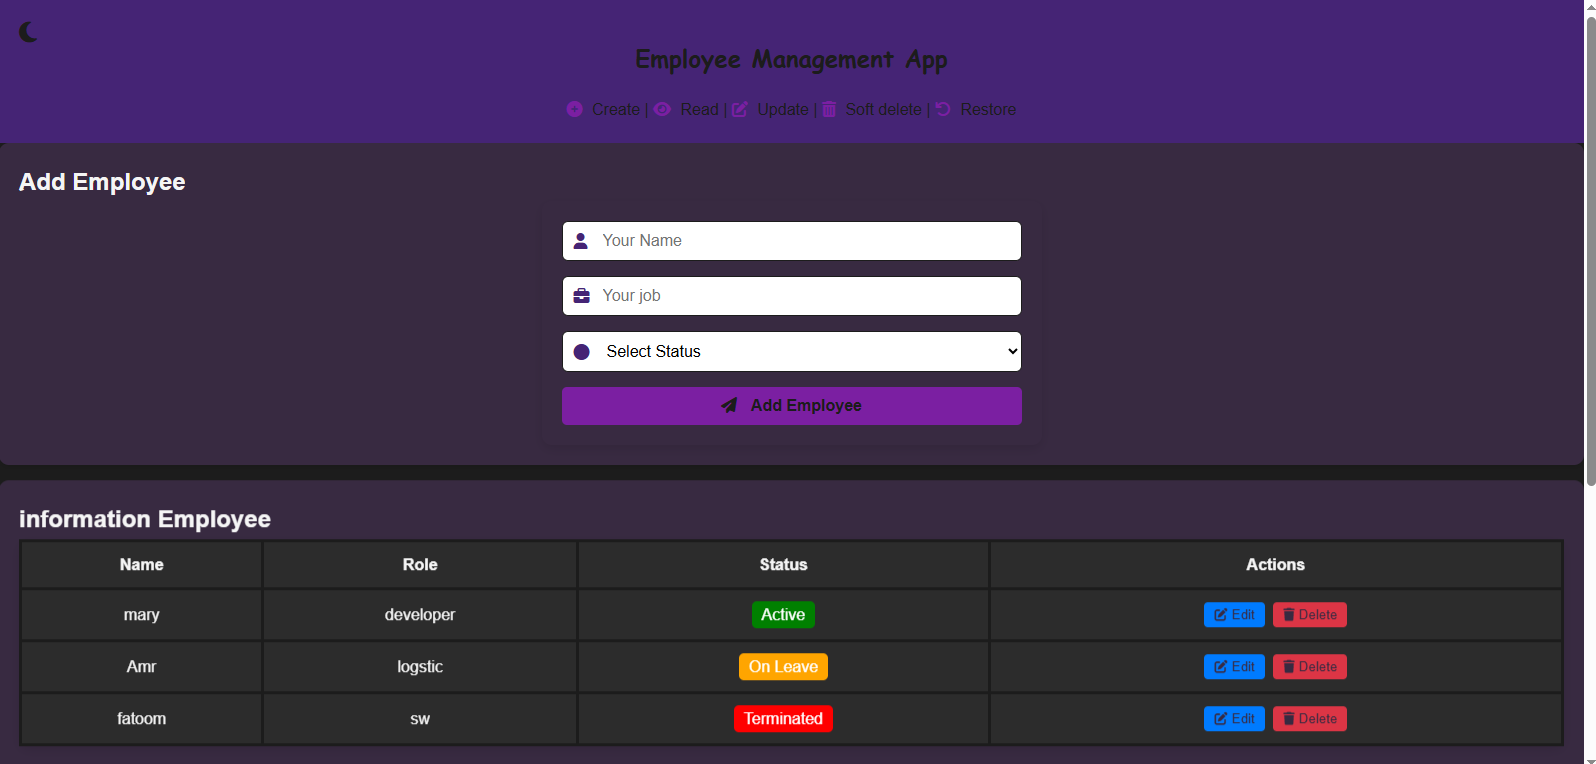 Employee Management App
Create | Read | Update | Soft delete | Restore
Add Employee
Your Name
Your job
Select Status
Add Employee
information Employee
Name Role Status Actions
mary developer Active Edit Delete
Amr logstic On Leave Edit Delete
fatoom sw Terminated Edit Delete